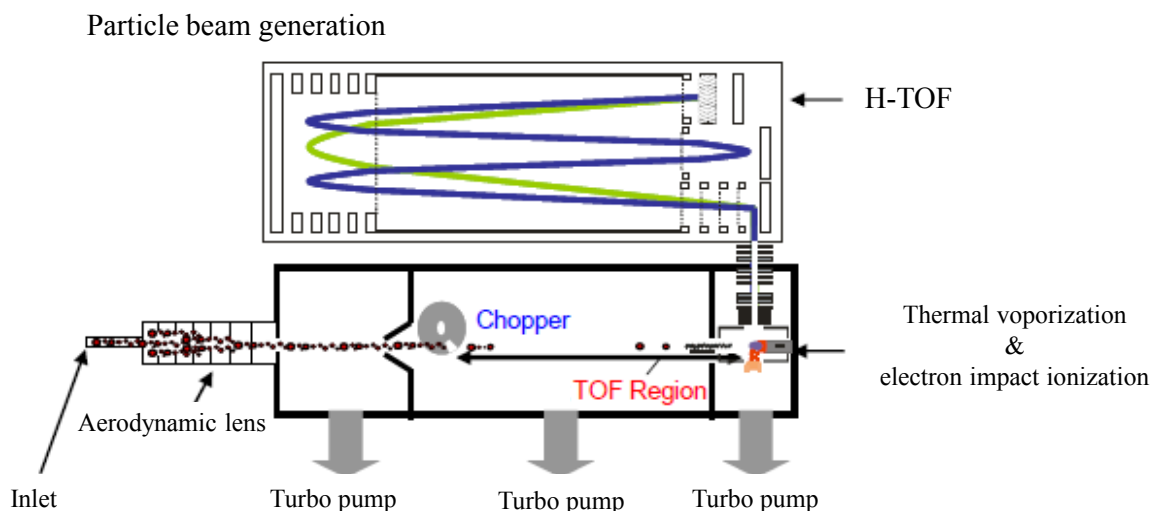 Particle beam generation
H-TOF
Chopper
Thermal voporization
&
electron impact ionization
TOF Region
Aerodynamic lens
Inlet
Turbo pump
Turbo pump
Turbo pump